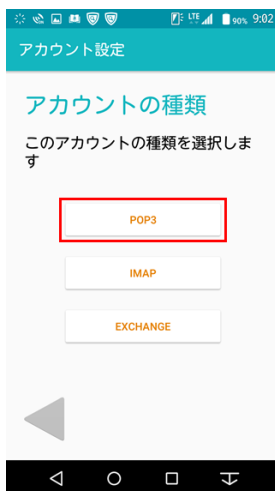 LTE 90% 9:02
アカウント設定
アカウントの種類
このアカウントの種類を選択しま
す
POP3
IMAP
EXCHANGE